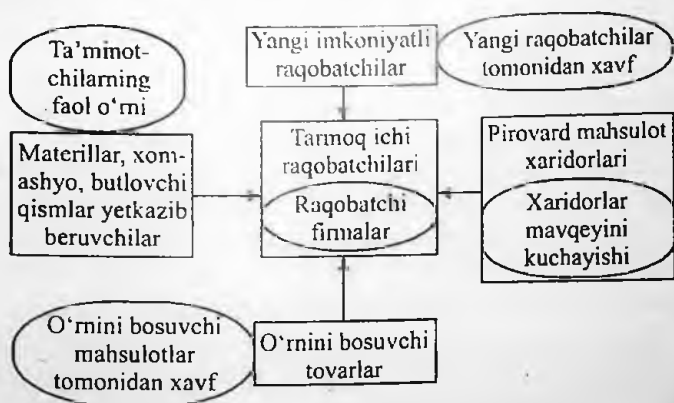 Ta’minot-
chilarning
faol o‘rni
Yangi imkoniyatli
raqobatchilar
Yangi raqobatchilar
tomonidan xavf
Materillar, xom-
ashyo, butlovchi
qismlar yetkazib
beruvchilar
Tarmoq ichi
raqobatchilari
Raqobatchi
firmalar
Pirovard mahsulot
xaridorlari
Xaridorlar
mavqeyini
kuchayishi
O‘rnini bosuvchi
mahsulotlar
tomonidan xavf
O‘rnini bosuvchi
tovarlar